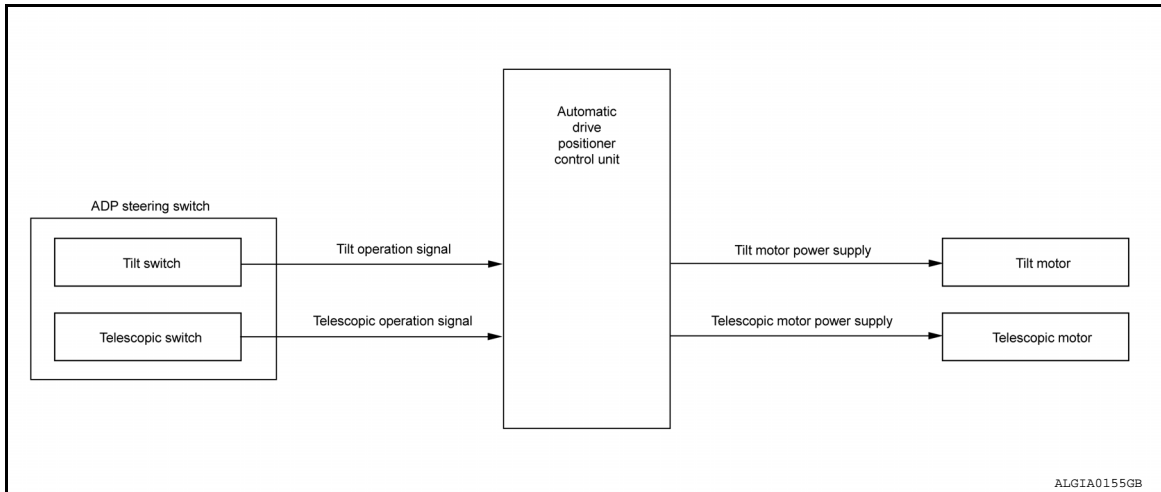 Automatic
drive
positioner
control unit
ADP steering switch
Tilt switch
Tilt operation signal
Tilt motor power supply
Tilt motor
Telescopic switch
Telescopic operation signal
Telescopic motor power supply
Telescopic motor
ALGIA0155GB